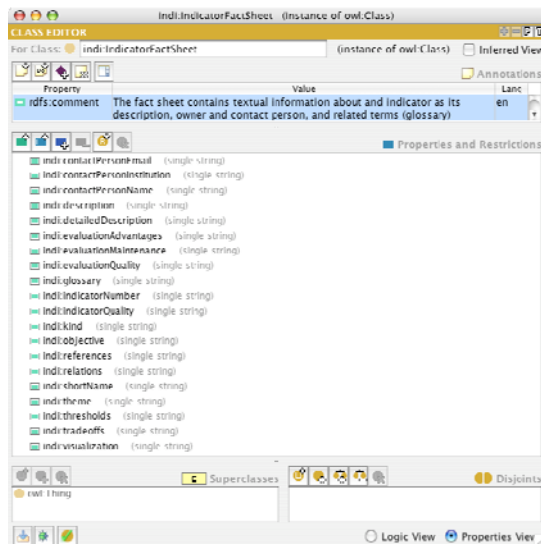 indi:IndicatorFactSheet (instance of owl:Class)
CLASS EDITOR
For Class: indi:IndicatorFactSheet (instance of owl:Class) Inferred View
Annotations
Property Value Lang
rdfs:comment The fact sheet contains textual information about and indicator as its en
description, owner and contact person, and related terms (glossary)
Properties and Restrictions
indi:contactPersonEmail (single string)
indi:contactPersonInstitution (single string)
indi:contactPersonName (single string)
indi:description (single string)
indi:detailedDescription (single string)
indi:evaluationAdvantages (single string)
indi:evaluationMaintenance (single string)
indi:evaluationQuality (single string)
indi:glossary (single string)
indi:indicatorNumber (single string)
indi:indicatorQuality (single string)
indi:kind (single string)
indi:objective (single string)
indi:references (single string)
indi:relations (single string)
indi:shortName (single string)
indi:theme (single string)
indi:thresholds (single string)
indi:tradeoffs (single string)
indi:visualization (single string)
Superclasses
Disjoints
owl:Thing
Logic View Properties View